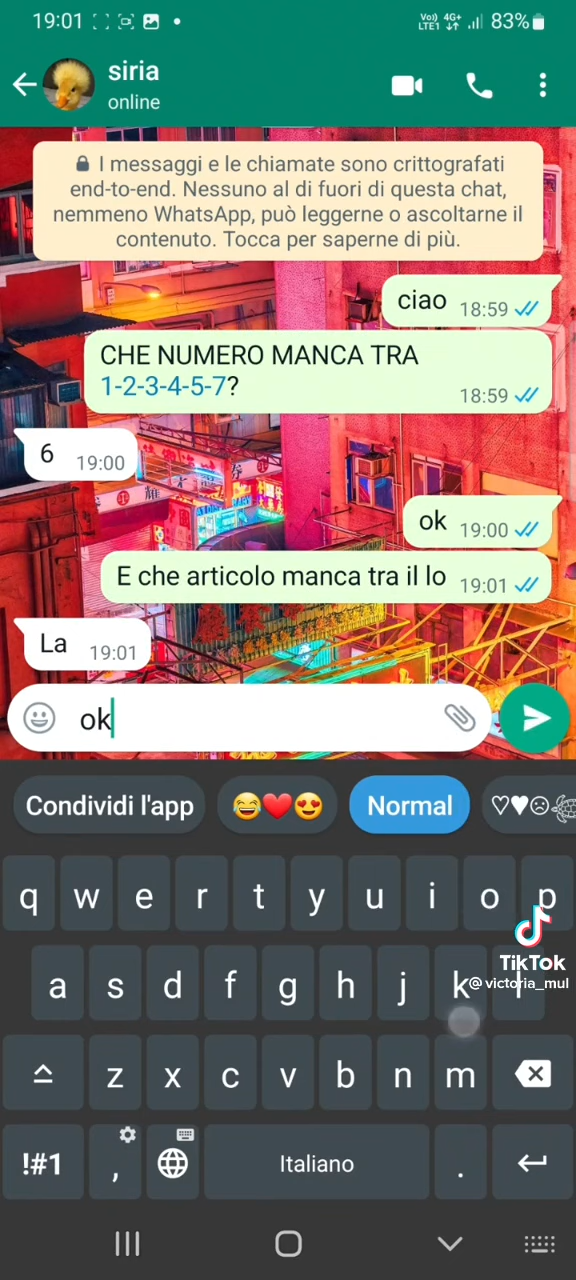 19:01
Vo)) 4G+
LTE1
83%
siria
online
I messaggi e le chiamate sono crittografati
end-to-end. Nessuno al di fuori di questa chat,
nemmeno WhatsApp, può leggerne o ascoltarne il
contenuto. Tocca per saperne di più.
ciao 18:59
CHE NUMERO MANCA TRA
1-2-3-4-5-7? 18:59
6 19:00
ok 19:00
E che articolo manca tra il lo 19:01
La 19:01
ok
Condividi l'app
Normal
q w e r t y u i o p
a s d f g h j k l
TikTok
@victoria_mul
z x c v b n m
!#1 , Italiano .